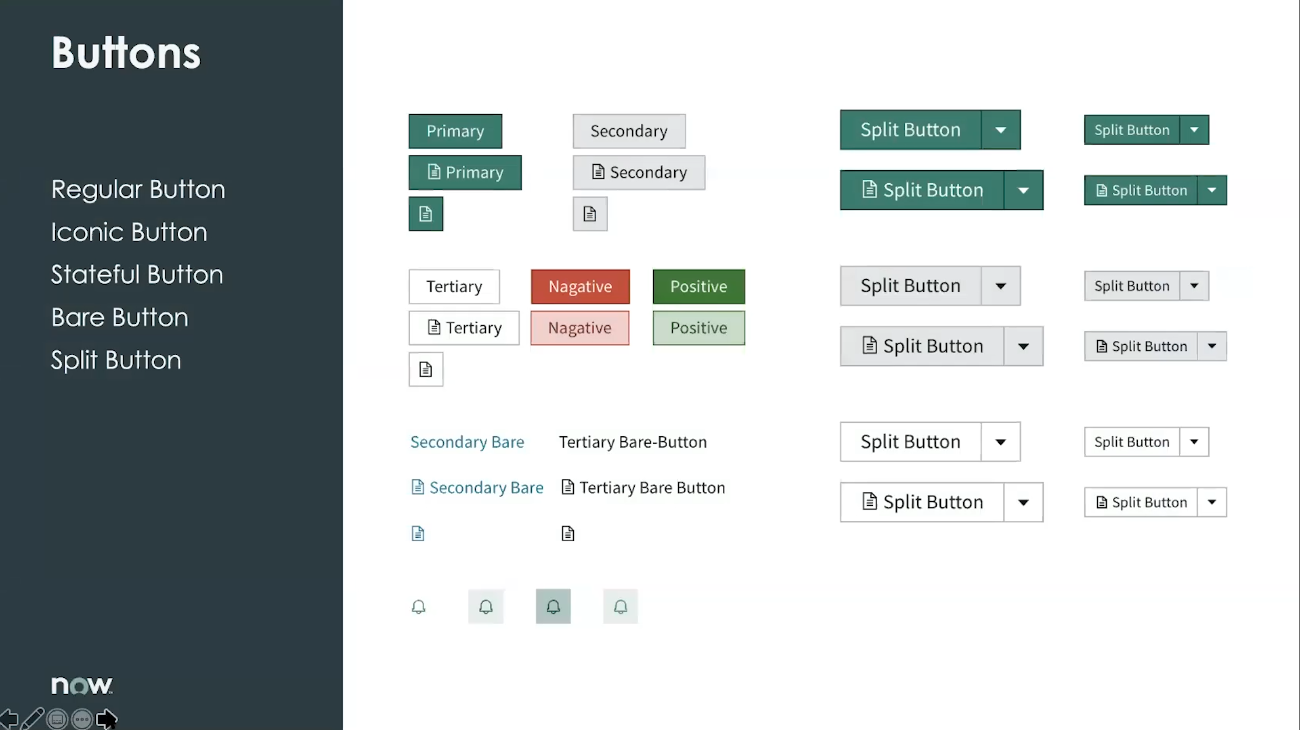 Buttons
Regular Button
Iconic Button
Stateful Button
Bare Button
Split Button
now
Primary
Primary
Secondary
Secondary
Tertiary
Tertiary
Nagative
Nagative
Positive
Positive
Secondary Bare
Tertiary Bare-Button
Secondary Bare
Tertiary Bare Button
Split Button
Split Button
Split Button
Split Button
Split Button
Split Button
Split Button
Split Button
Split Button
Split Button
Split Button
Split Button